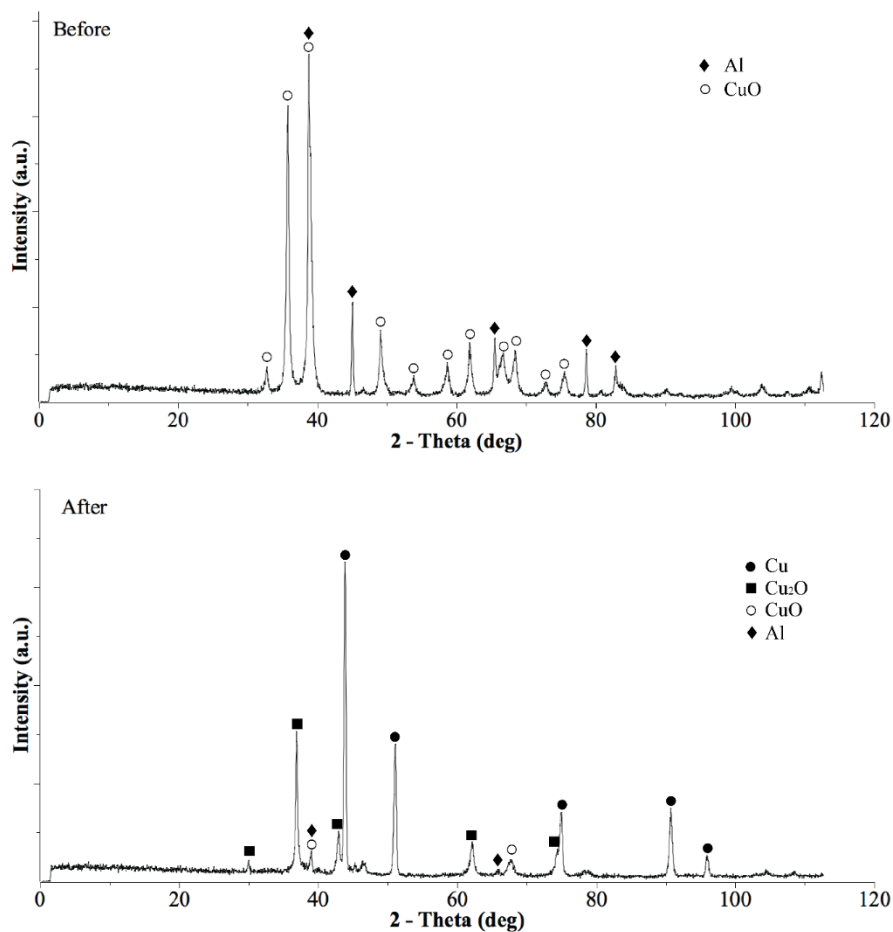 Before
Al
CuO
Intensity (a.u.)
0 20 40 60 80 100 120
2 - Theta (deg)
After
Cu
Cu₂O
CuO
Al
Intensity (a.u.)
0 20 40 60 80 100 120
2 - Theta (deg)